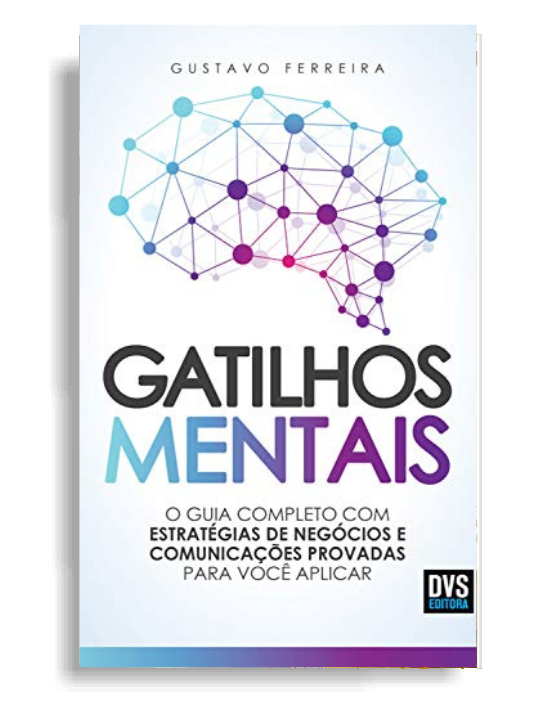 GUSTAVO FERREIRA
GATILHOS
MENTAIS
O GUIA COMPLETO COM
ESTRATÉGIAS DE NEGÓCIOS E
COMUNICAÇÕES PROVADAS
PARA VOCÊ APLICAR
DVS
EDITORA